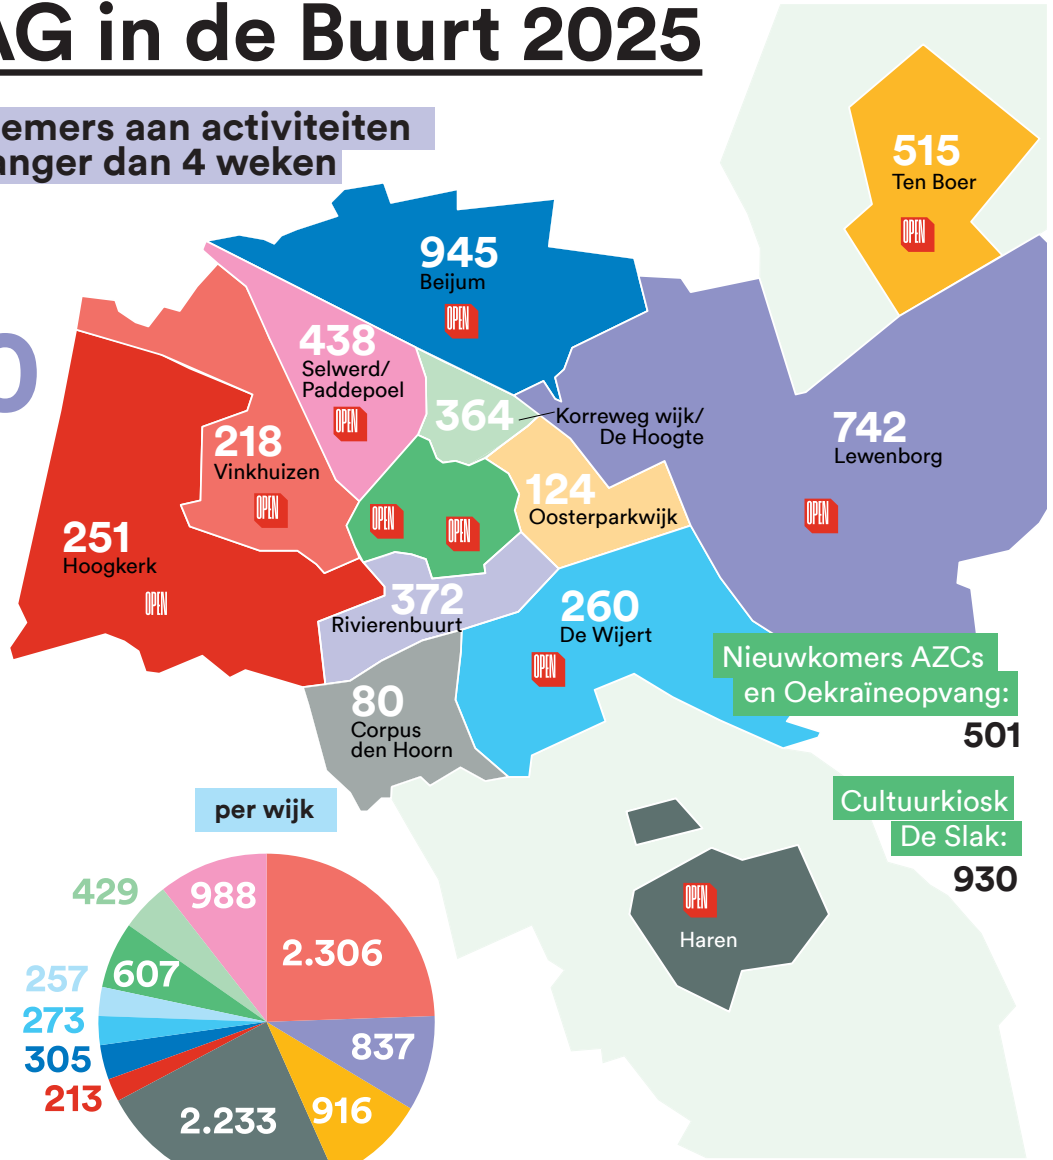 AG in de Buurt 2025
emers aan activiteiten
anger dan 4 weken
0
515
Ten Boer
OPEN
945
Beijum
OPEN
438
Selwerd/
Paddepoel
OPEN
364
Korreweg wijk/
De Hoogte
742
Lewenborg
OPEN
218
Vinkhuizen
OPEN
124
Oosterparkwijk
OPEN
OPEN
251
Hoogkerk
OPEN
372
Rivierenbuurt
260
De Wijert
OPEN
80
Corpus
den Hoorn
Nieuwkomers AZCs
en Oekraïneopvang:
501
Cultuurkiosk
De Slak:
930
OPEN
Haren
per wijk
429
988
2.306
607
257
273
305
213
837
916
2.233